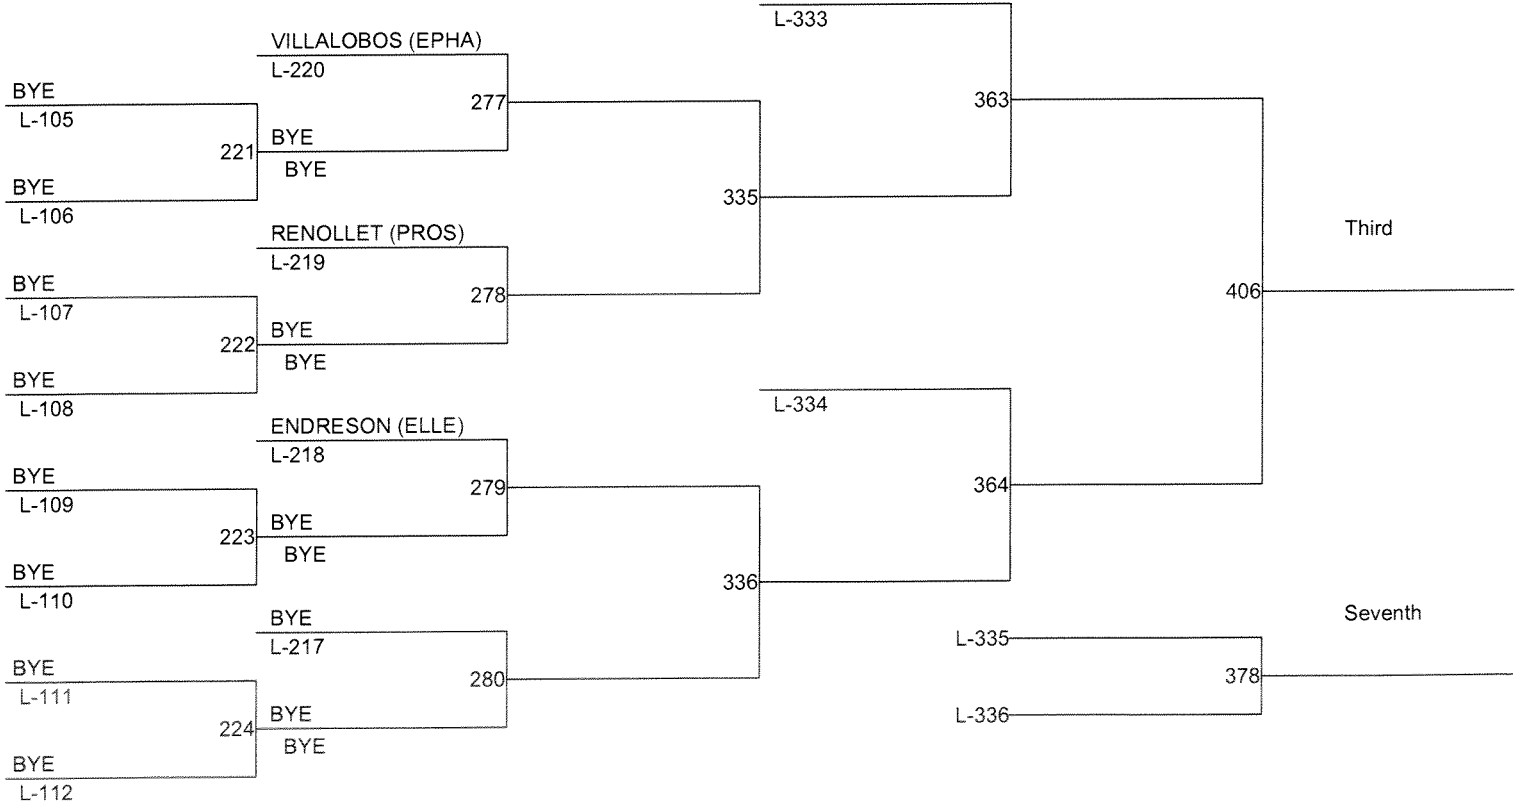 L-333
VILLALOBOS (EPHA)
L-220
BYE
277
363
L-105
BYE
221
BYE
BYE
335
L-106
Third
RENOLLET (PROS)
L-219
BYE
278
406
L-107
BYE
222
BYE
BYE
L-334
L-108
ENDRESON (ELLE)
L-218
BYE
279
364
L-109
BYE
223
BYE
BYE
336
L-110
BYE
Seventh
L-217
L-335
BYE
280
378
L-111
BYE
L-336
224
BYE
BYE
L-112